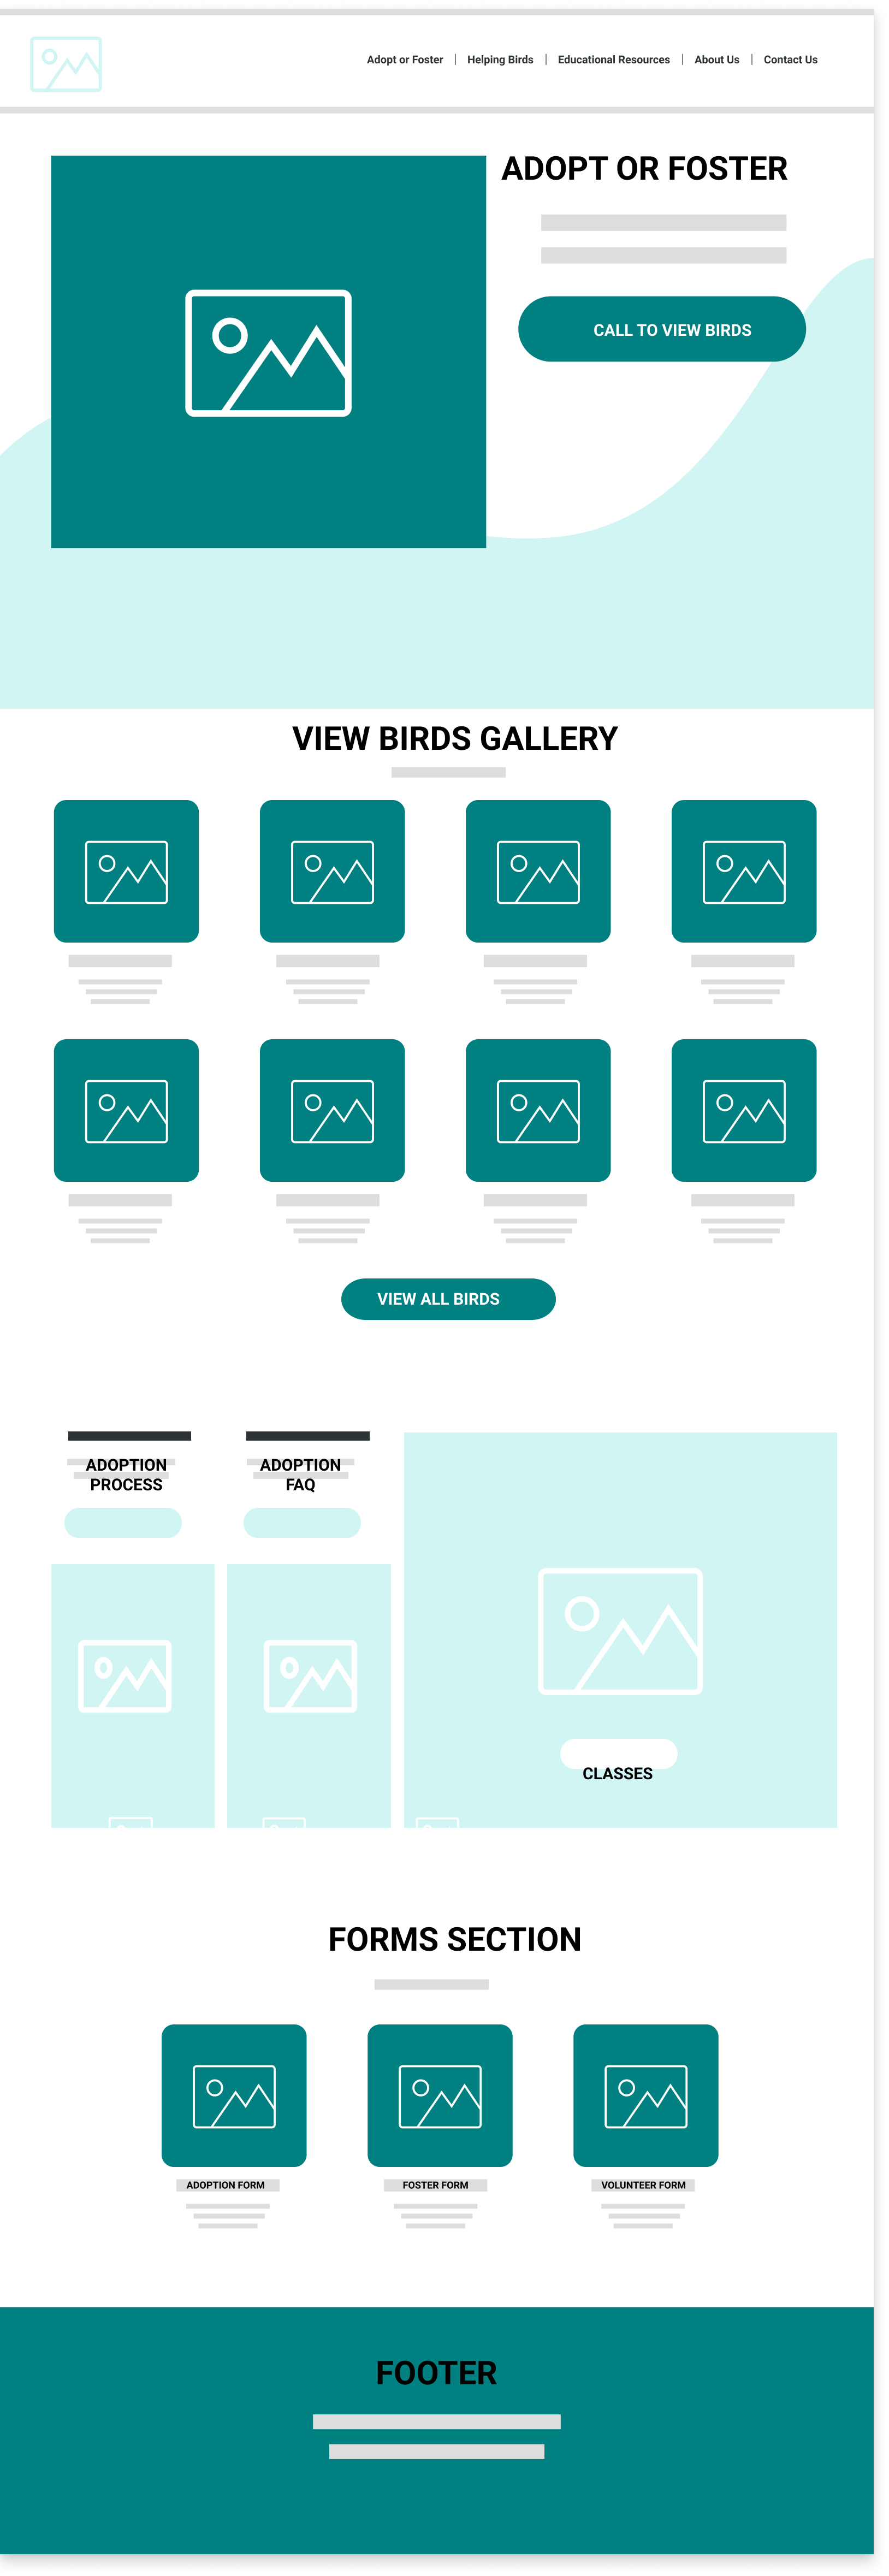 Adopt or Foster | Helping Birds | Educational Resources | About Us | Contact Us
ADOPT OR FOSTER
CALL TO VIEW BIRDS
VIEW BIRDS GALLERY
VIEW ALL BIRDS
ADOPTION
PROCESS
ADOPTION
FAQ
CLASSES
FORMS SECTION
ADOPTION FORM
FOSTER FORM
VOLUNTEER FORM
FOOTER